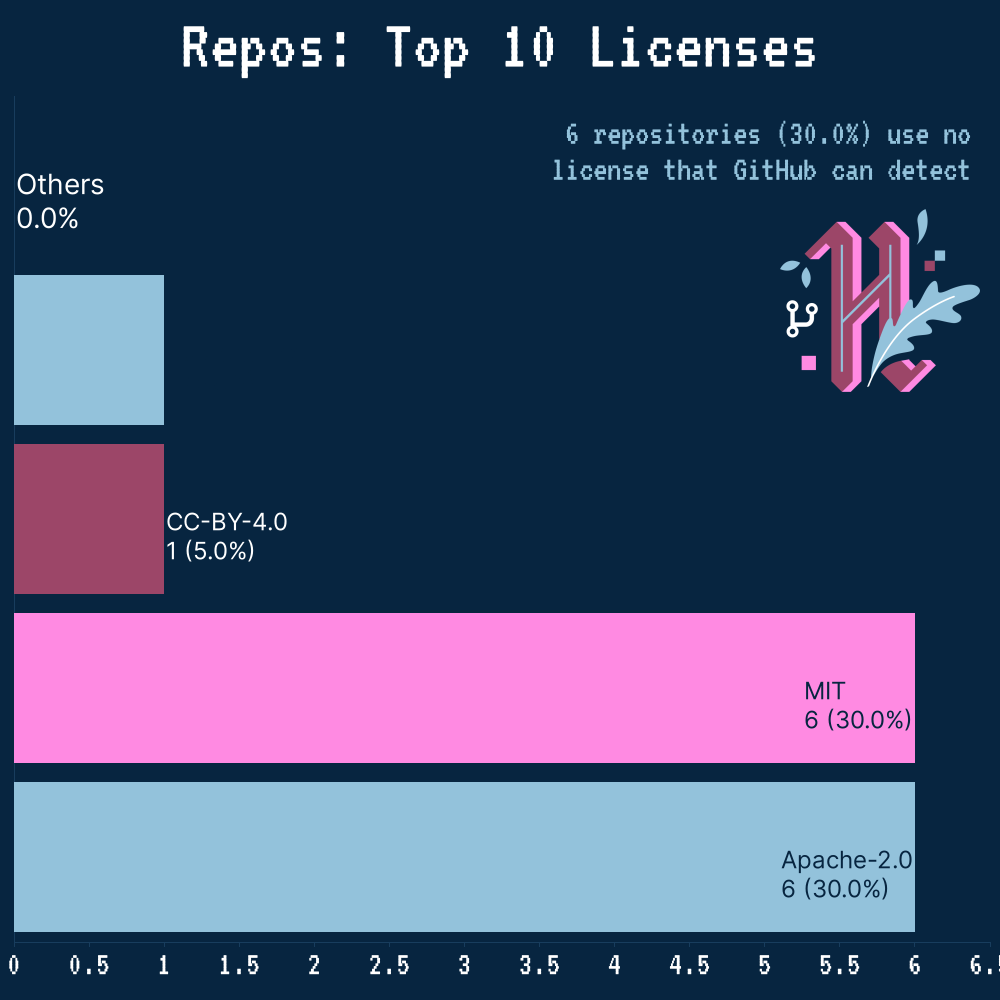 Repos: Top 10 Licenses
6 repositories (30.0%) use no
license that GitHub can detect
Others
0.0%
CC-BY-4.0
1 (5.0%)
MIT
6 (30.0%)
Apache-2.0
6 (30.0%)
0 0.5 1 1.5 2 2.5 3 3.5 4 4.5 5 5.5 6